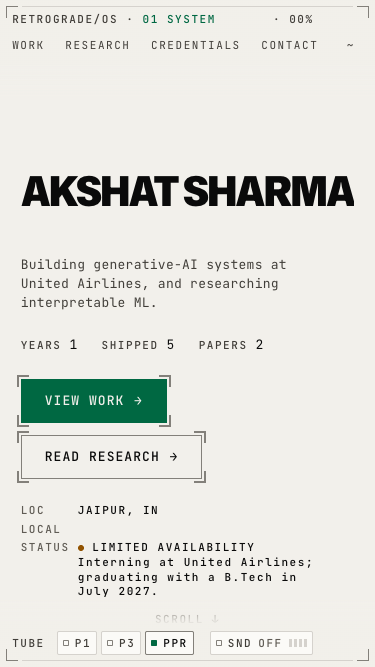 RETROGRADE/OS · 01 SYSTEM · 00%
WORK RESEARCH CREDENTIALS CONTACT ~
AKSHAT SHARMA
Building generative-AI systems at
United Airlines, and researching
interpretable ML.
YEARS 1 SHIPPED 5 PAPERS 2
VIEW WORK →
READ RESEARCH →
LOC JAIPUR, IN
LOCAL
STATUS ● LIMITED AVAILABILITY
Interning at United Airlines;
graduating with a B.Tech in
July 2027.
SCROLL ↓
TUBE P1 P3 PPR SND OFF